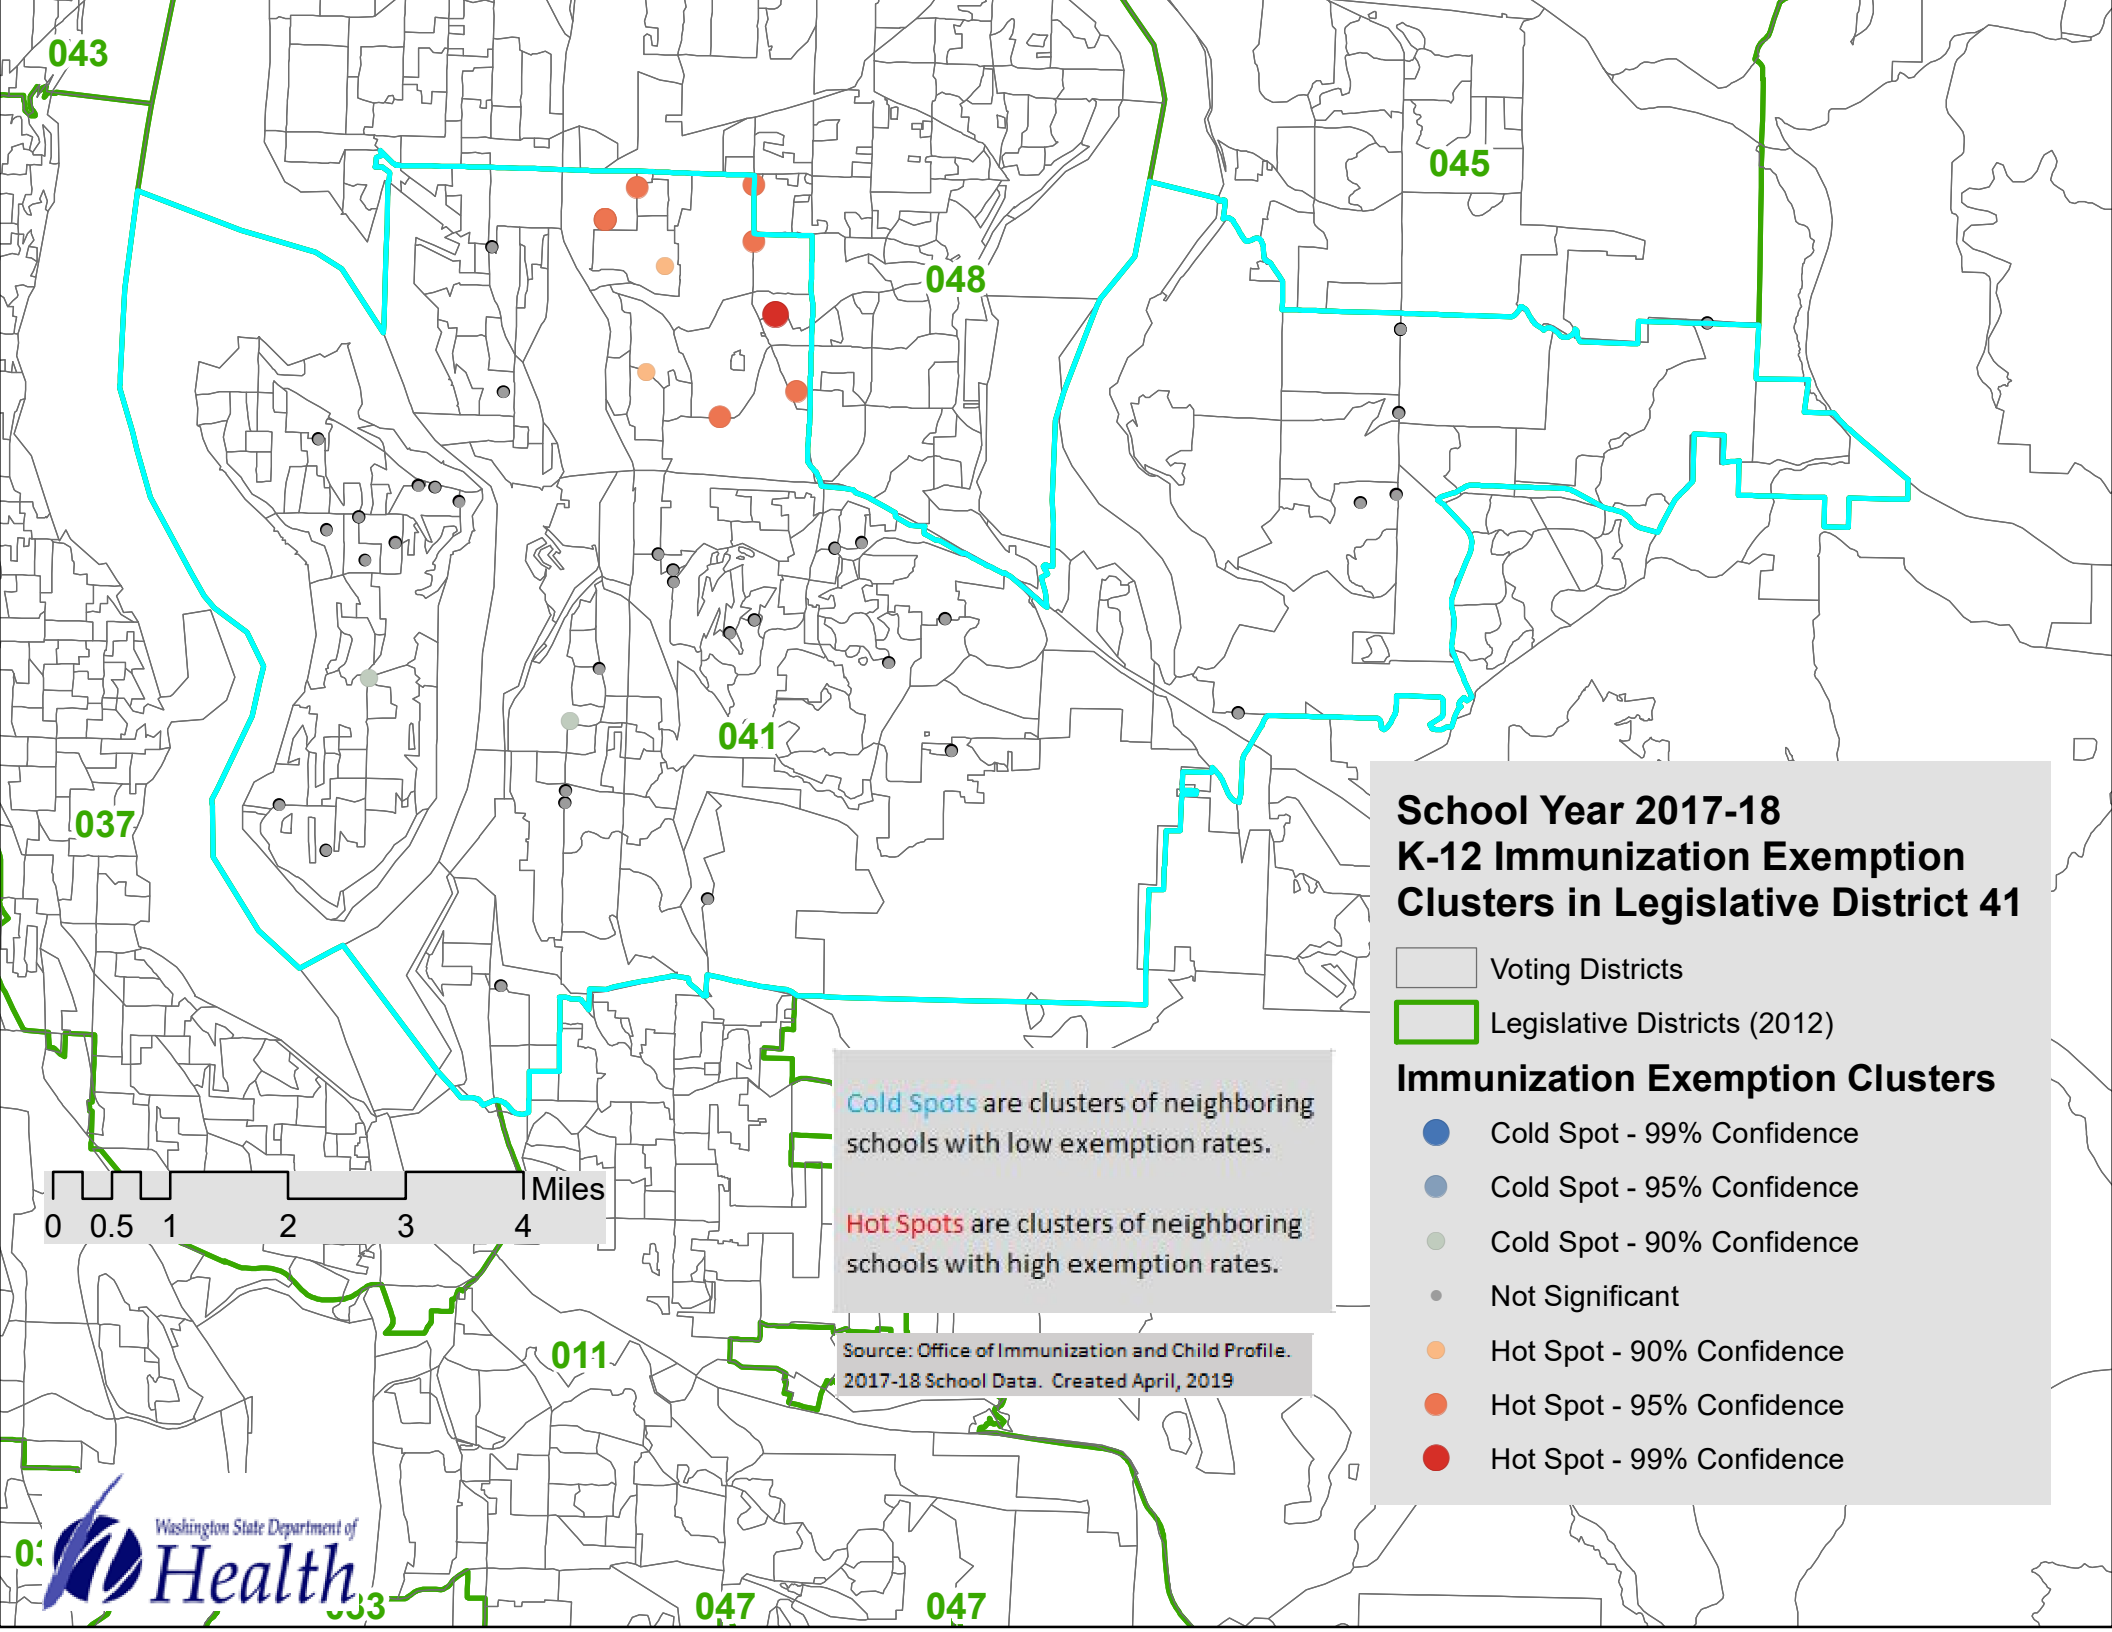 043
045
048
041
037
School Year 2017-18
K-12 Immunization Exemption
Clusters in Legislative District 41
Voting Districts
Legislative Districts (2012)
Immunization Exemption Clusters
Cold Spot - 99% Confidence
Cold Spot - 95% Confidence
Cold Spot - 90% Confidence
Not Significant
Hot Spot - 90% Confidence
Hot Spot - 95% Confidence
Hot Spot - 99% Confidence
Cold Spots are clusters of neighboring
schools with low exemption rates.
Hot Spots are clusters of neighboring
schools with high exemption rates.
Miles
0 0.5 1 2 3 4
011
Source: Office of Immunization and Child Profile.
2017-18 School Data. Created April, 2019
Washington State Department of
Health
047
047